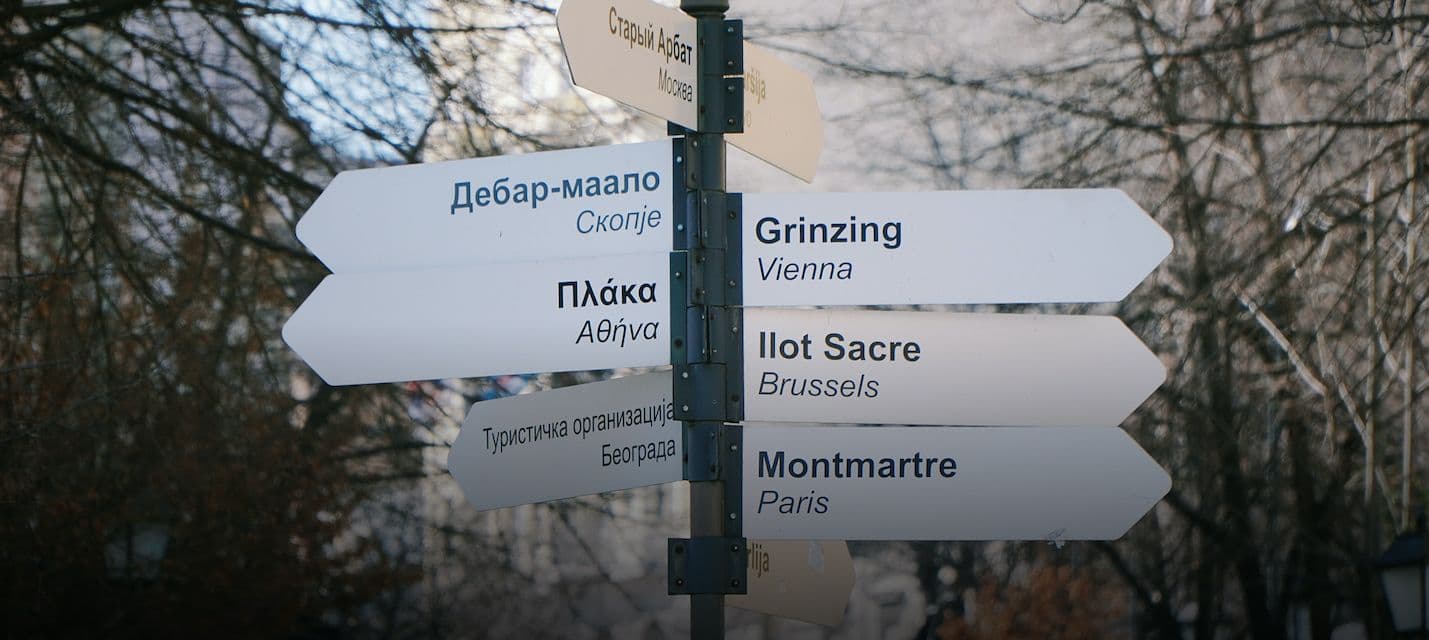 Старый Арбат
Москва
Дебар-маало
Скопје
Πλάκα
Αθήνα
Туристичка организација
Београда
Grinzing
Vienna
Ilot Sacre
Brussels
Montmartre
Paris